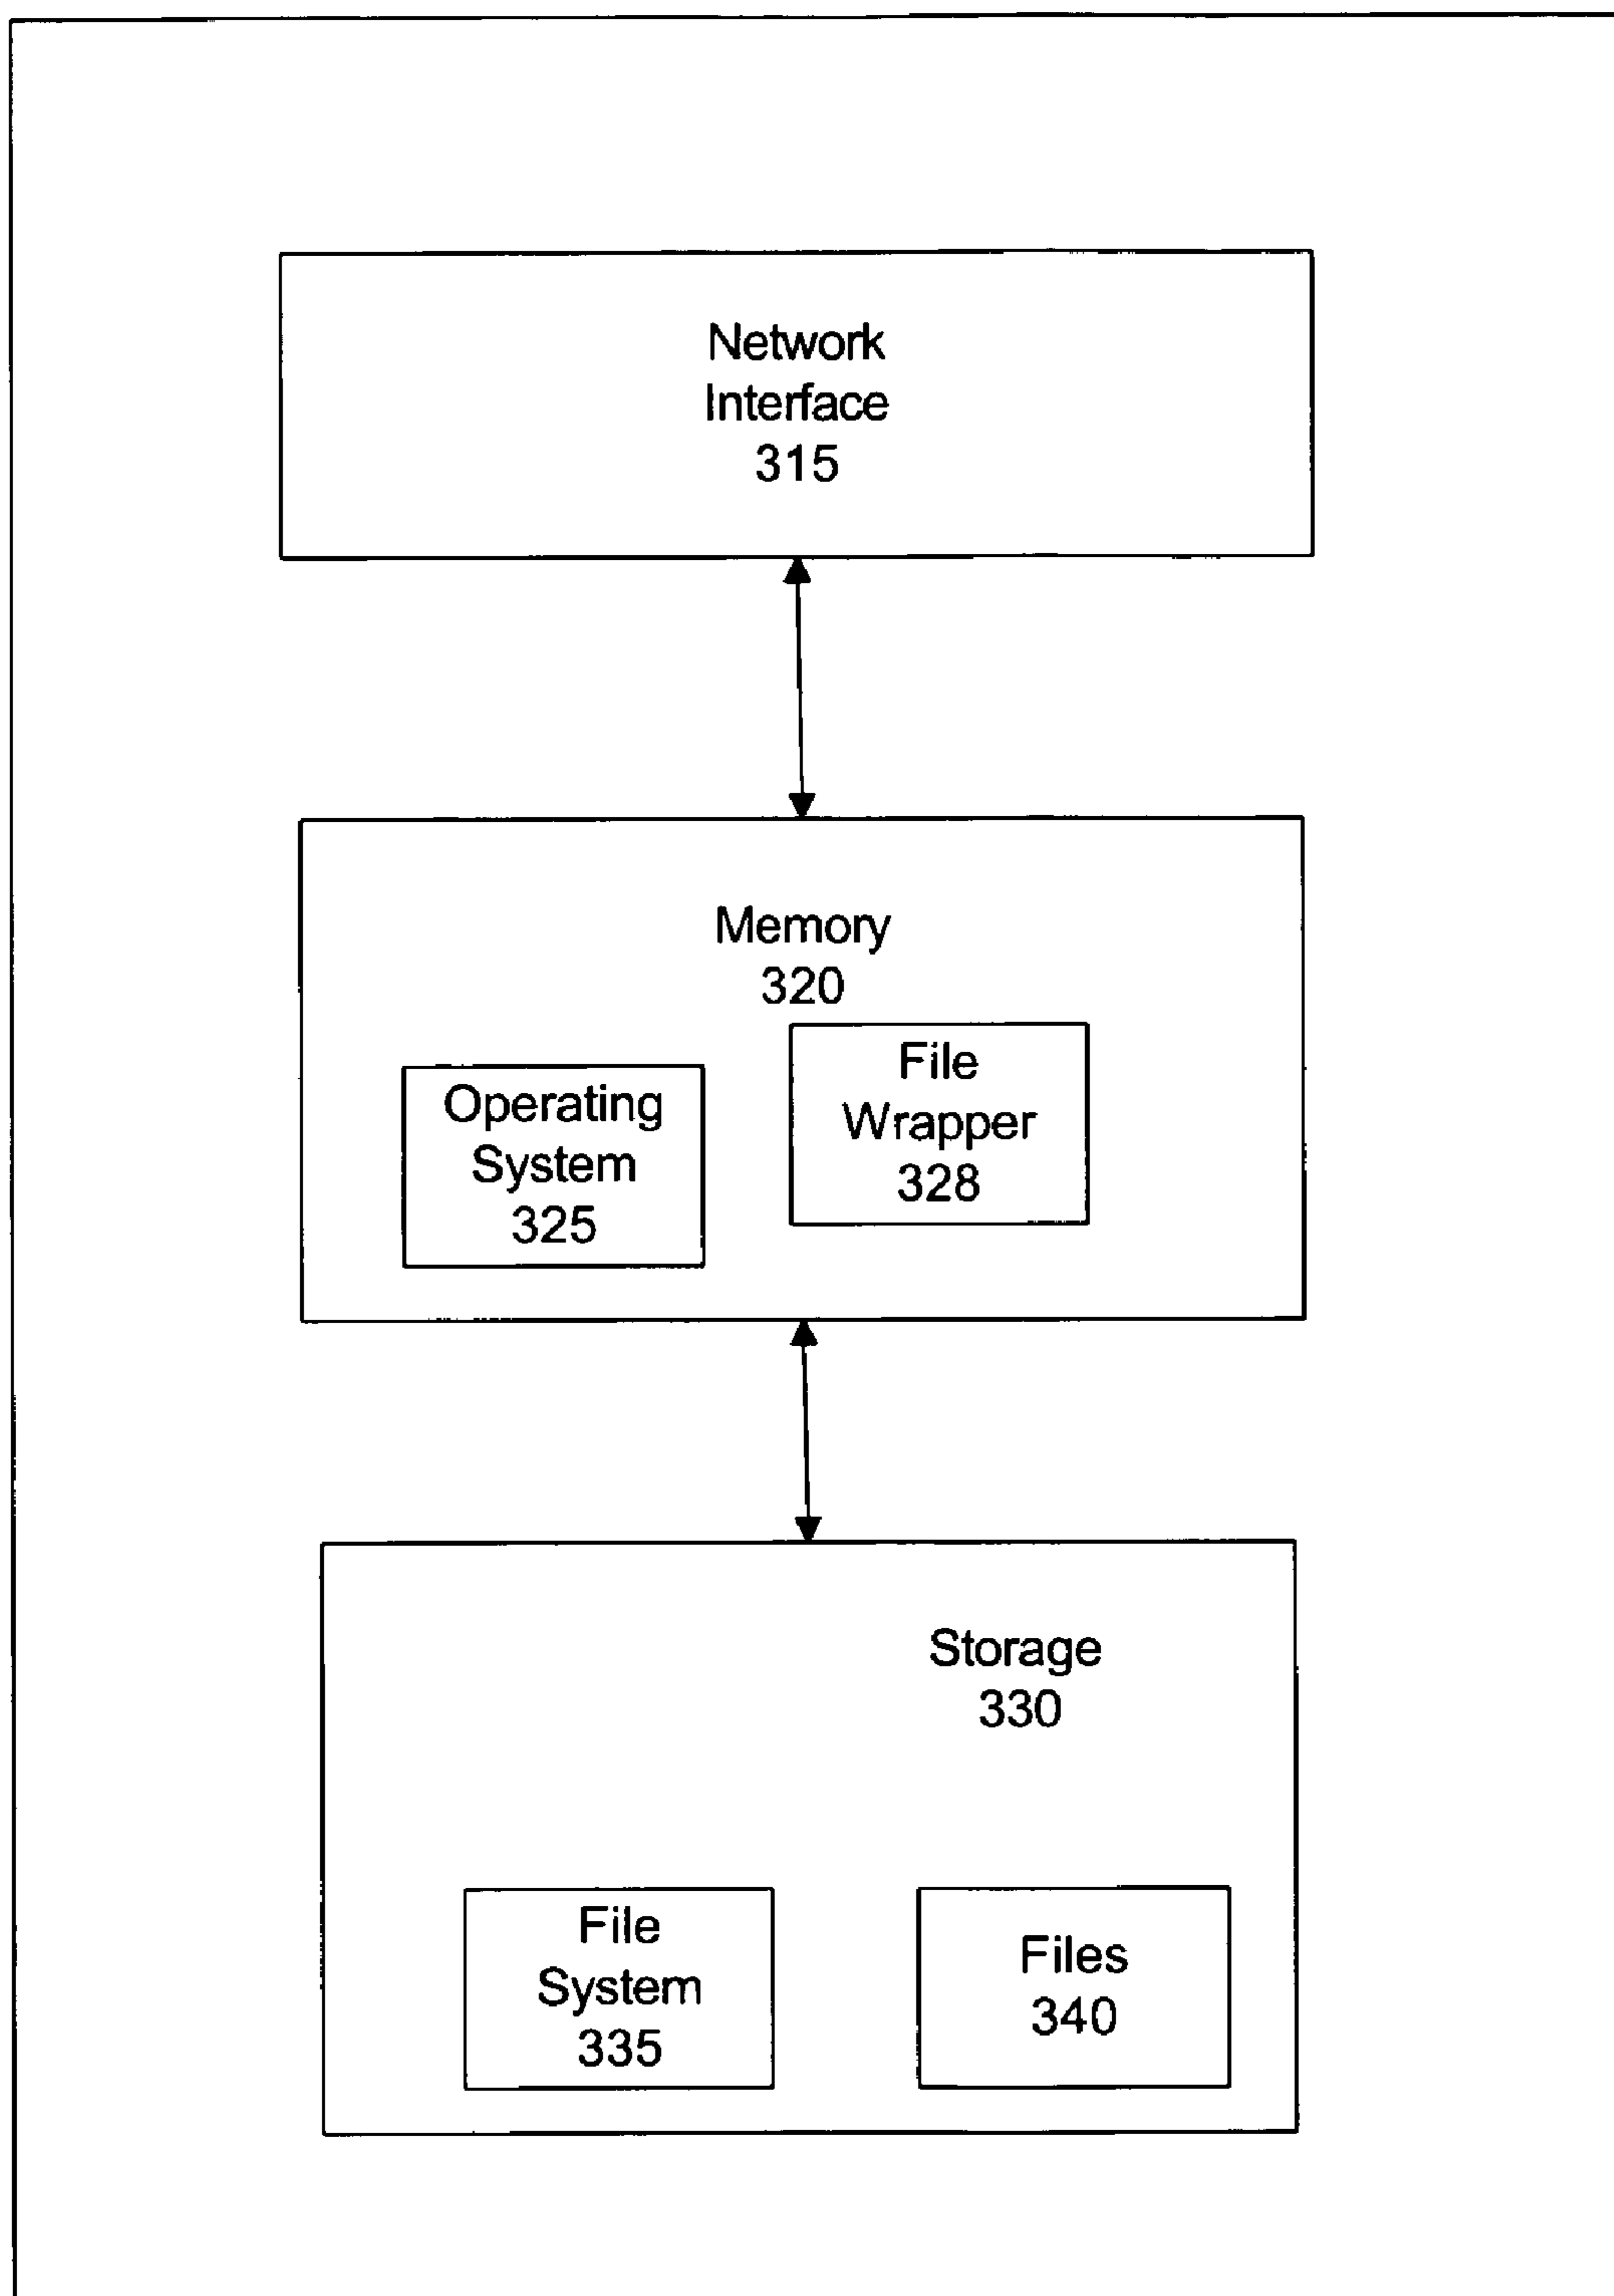 Network
Interface
315
Memory
320
File
Wrapper
328
Operating
System
325
Storage
330
File
System
335
Files
340